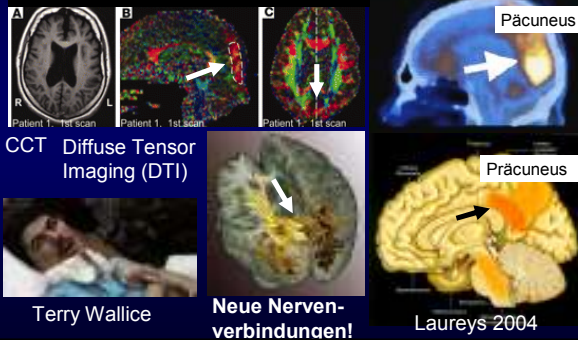 A
B
C
Päcuneus
R
L
Patient 1. 1st scan
Patient 1. 1st scan
Patient 1. 1st scan
CCT Diffuse Tensor
Imaging (DTI)
Präcuneus
Terry Wallice
Neue Nerven-
verbindungen!
Laureys 2004